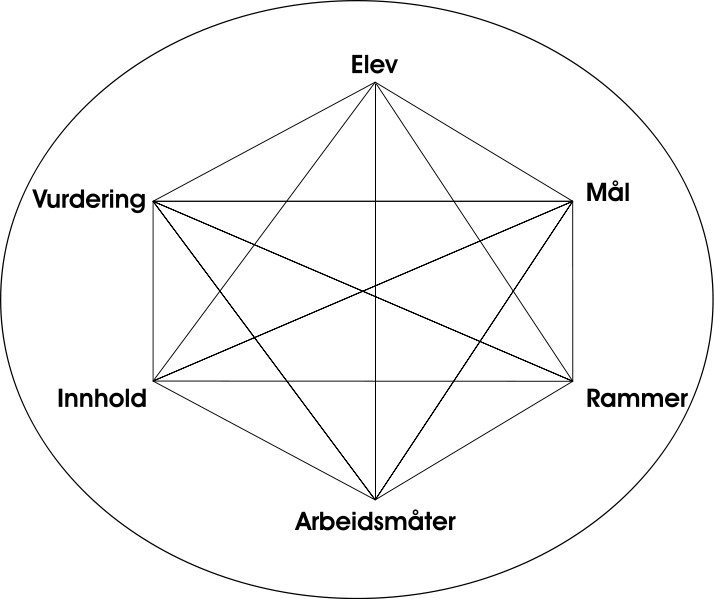 Elev
Vurdering
Mål
Innhold
Rammer
Arbeidsmåter